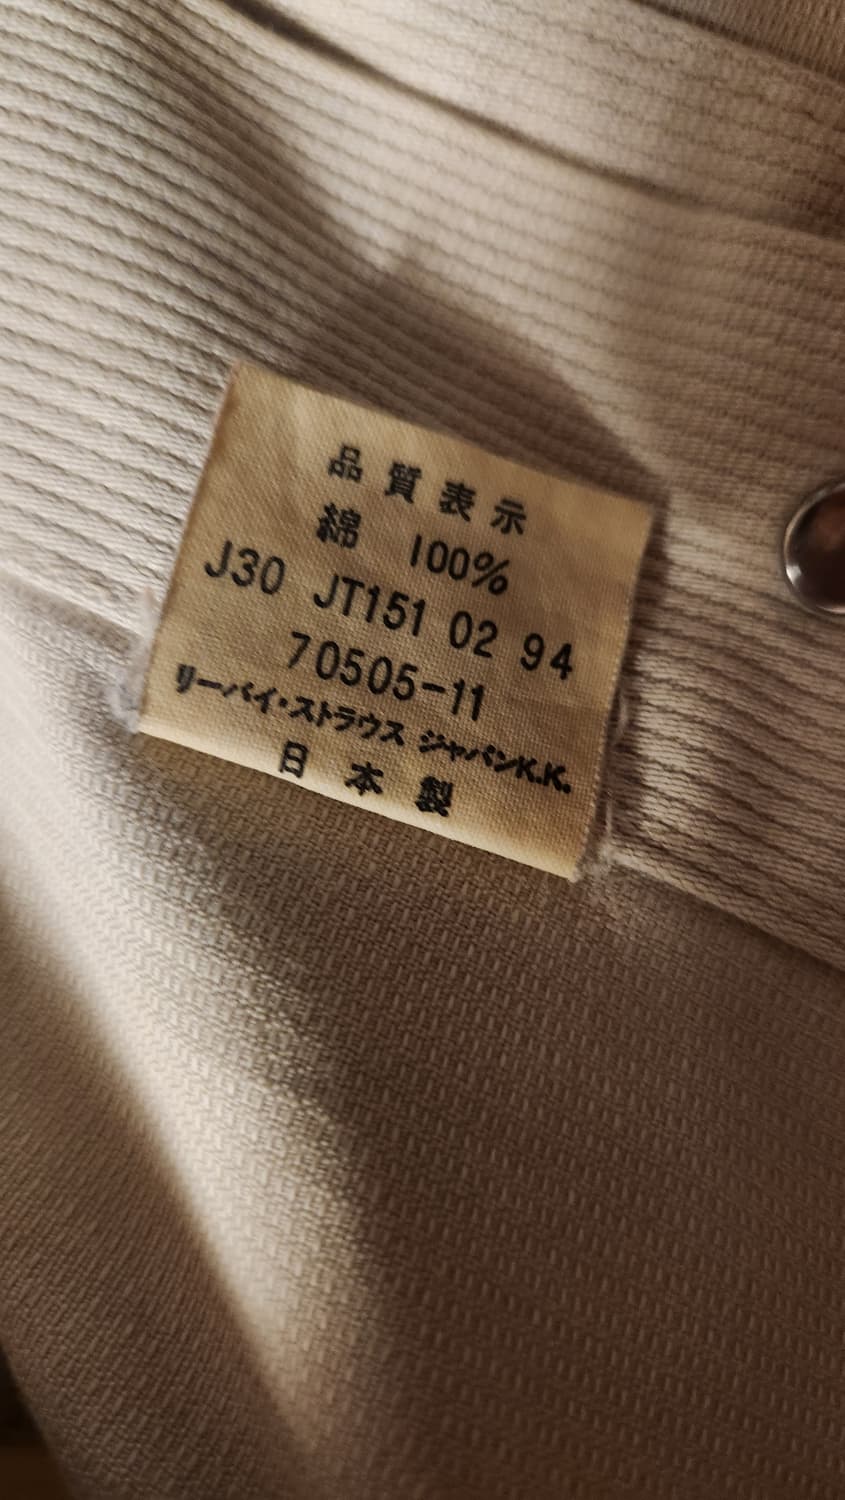 品質表示
綿 100%
J30 JT151 02 94
70505-11
リーバイ・ストラウス ジャパンK.K.
日本製